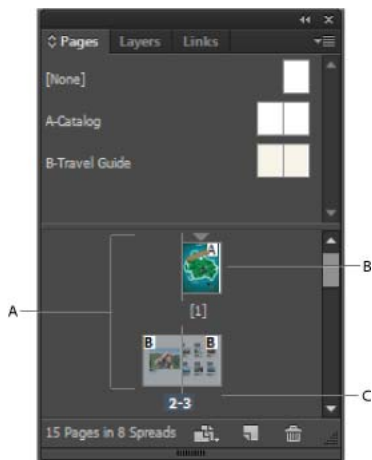 Pages Layers Links
[None]
A-Catalog
B-Travel Guide
A
B
[1]
A
B B
2-3
C
15 Pages in 8 Spreads